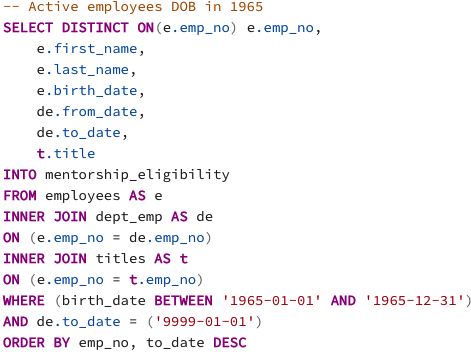 -- Active employees DOB in 1965
SELECT DISTINCT ON(e.emp_no) e.emp_no,
    e.first_name,
    e.last_name,
    e.birth_date,
    de.from_date,
    de.to_date,
    t.title
INTO mentorship_eligibility
FROM employees AS e
INNER JOIN dept_emp AS de
ON (e.emp_no = de.emp_no)
INNER JOIN titles AS t
ON (e.emp_no = t.emp_no)
WHERE (birth_date BETWEEN '1965-01-01' AND '1965-12-31')
AND de.to_date = ('9999-01-01')
ORDER BY emp_no, to_date DESC